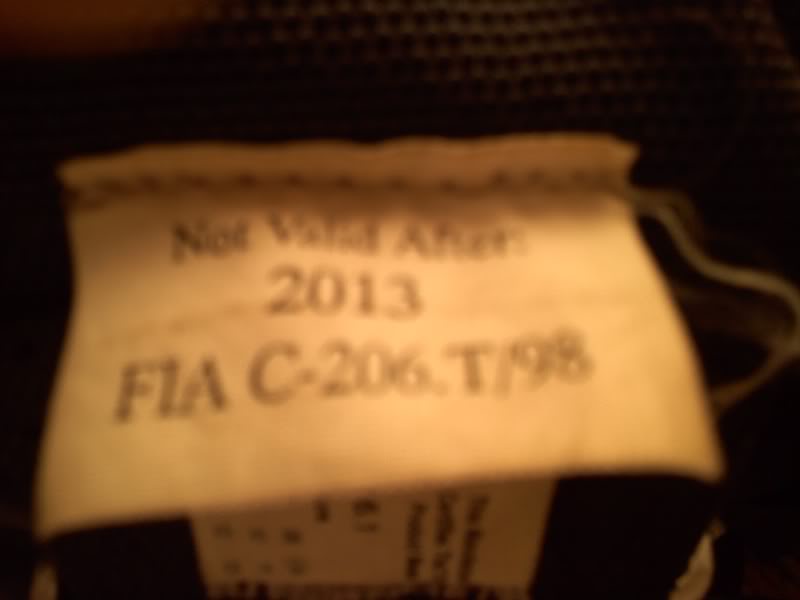 Not Valid After:
2013
FIA C-206.T/98